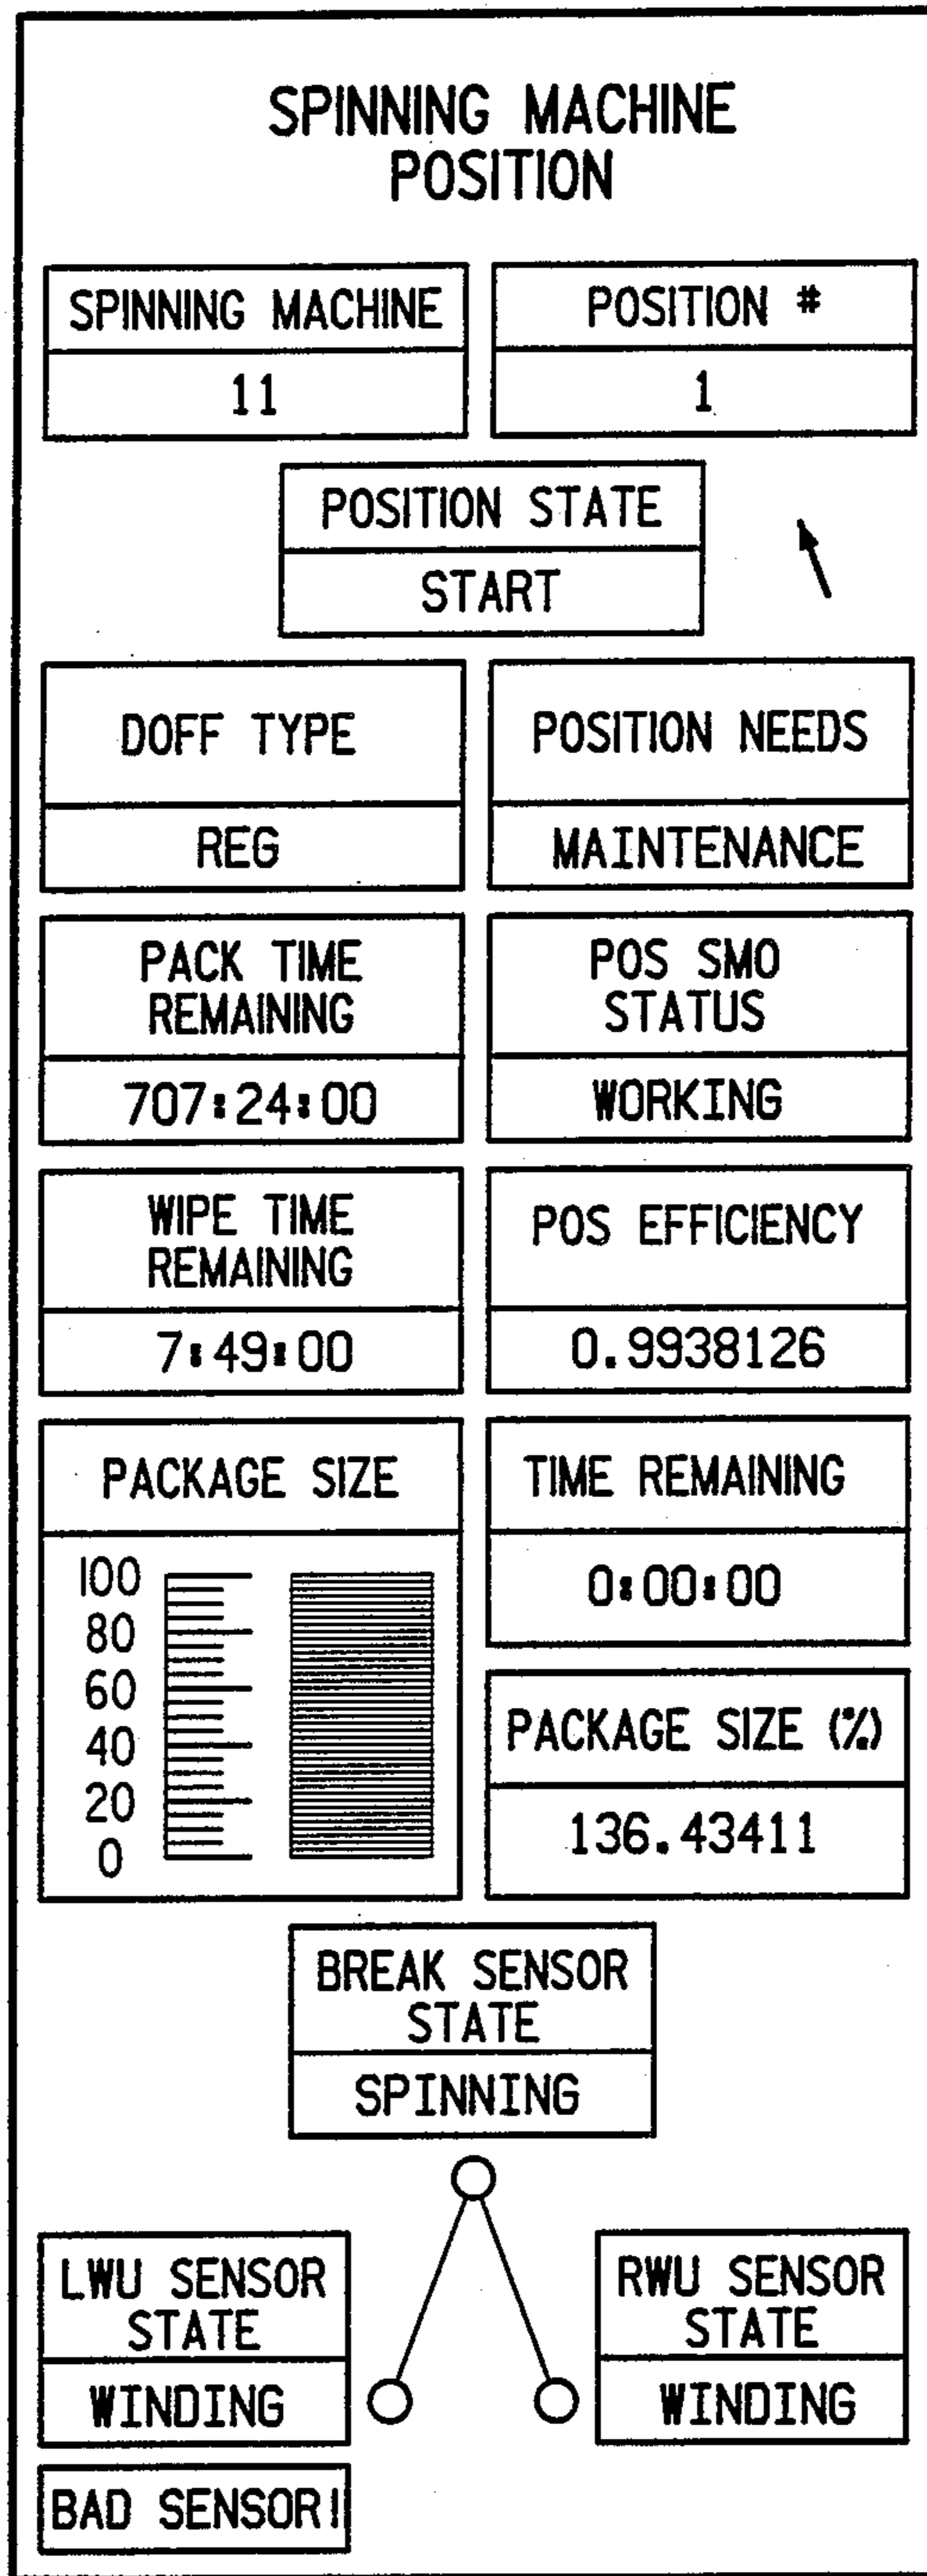 SPINNING MACHINE
POSITION
SPINNING MACHINE
11
POSITION #
1
POSITION STATE
START
DOFF TYPE
REG
POSITION NEEDS
MAINTENANCE
PACK TIME
REMAINING
707:24:00
POS SMO
STATUS
WORKING
WIPE TIME
REMAINING
7:49:00
POS EFFICIENCY
0.9938126
PACKAGE SIZE
100
80
60
40
20
0
TIME REMAINING
0:00:00
PACKAGE SIZE (%)
136.43411
BREAK SENSOR
STATE
SPINNING
LWU SENSOR
STATE
WINDING
RWU SENSOR
STATE
WINDING
BAD SENSOR!